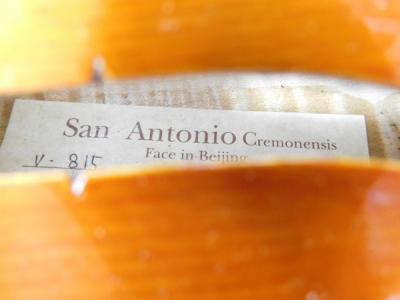 San Antonio Cremonensis
Face in Beijing
V - 815